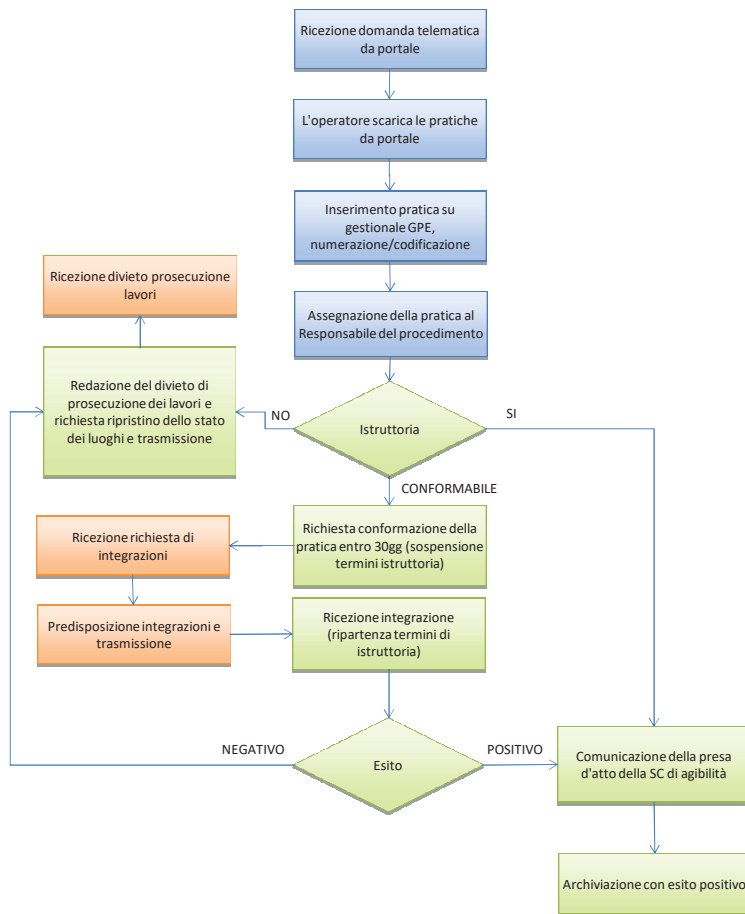 Ricezione domanda telematica
da portale
L'operatore scarica le pratiche
da portale
Inserimento pratica su
gestionale GPE,
numerazione/codificazione
Ricezione divieto prosecuzione
lavori
Assegnazione della pratica al
Responsabile del procedimento
Redazione del divieto di
prosecuzione dei lavori e
richiesta ripristino dello stato
dei luoghi e trasmissione
NO
Istruttoria
SI
CONFORMABILE
Richiesta conformazione della
pratica entro 30gg (sospensione
termini istruttoria)
Ricezione richiesta di
integrazioni
Predisposizione integrazioni e
trasmissione
Ricezione integrazione
(ripartenza termini di
istruttoria)
NEGATIVO
Esito
POSITIVO
Comunicazione della presa
d'atto della SC di agibilità
Archiviazione con esito positivo